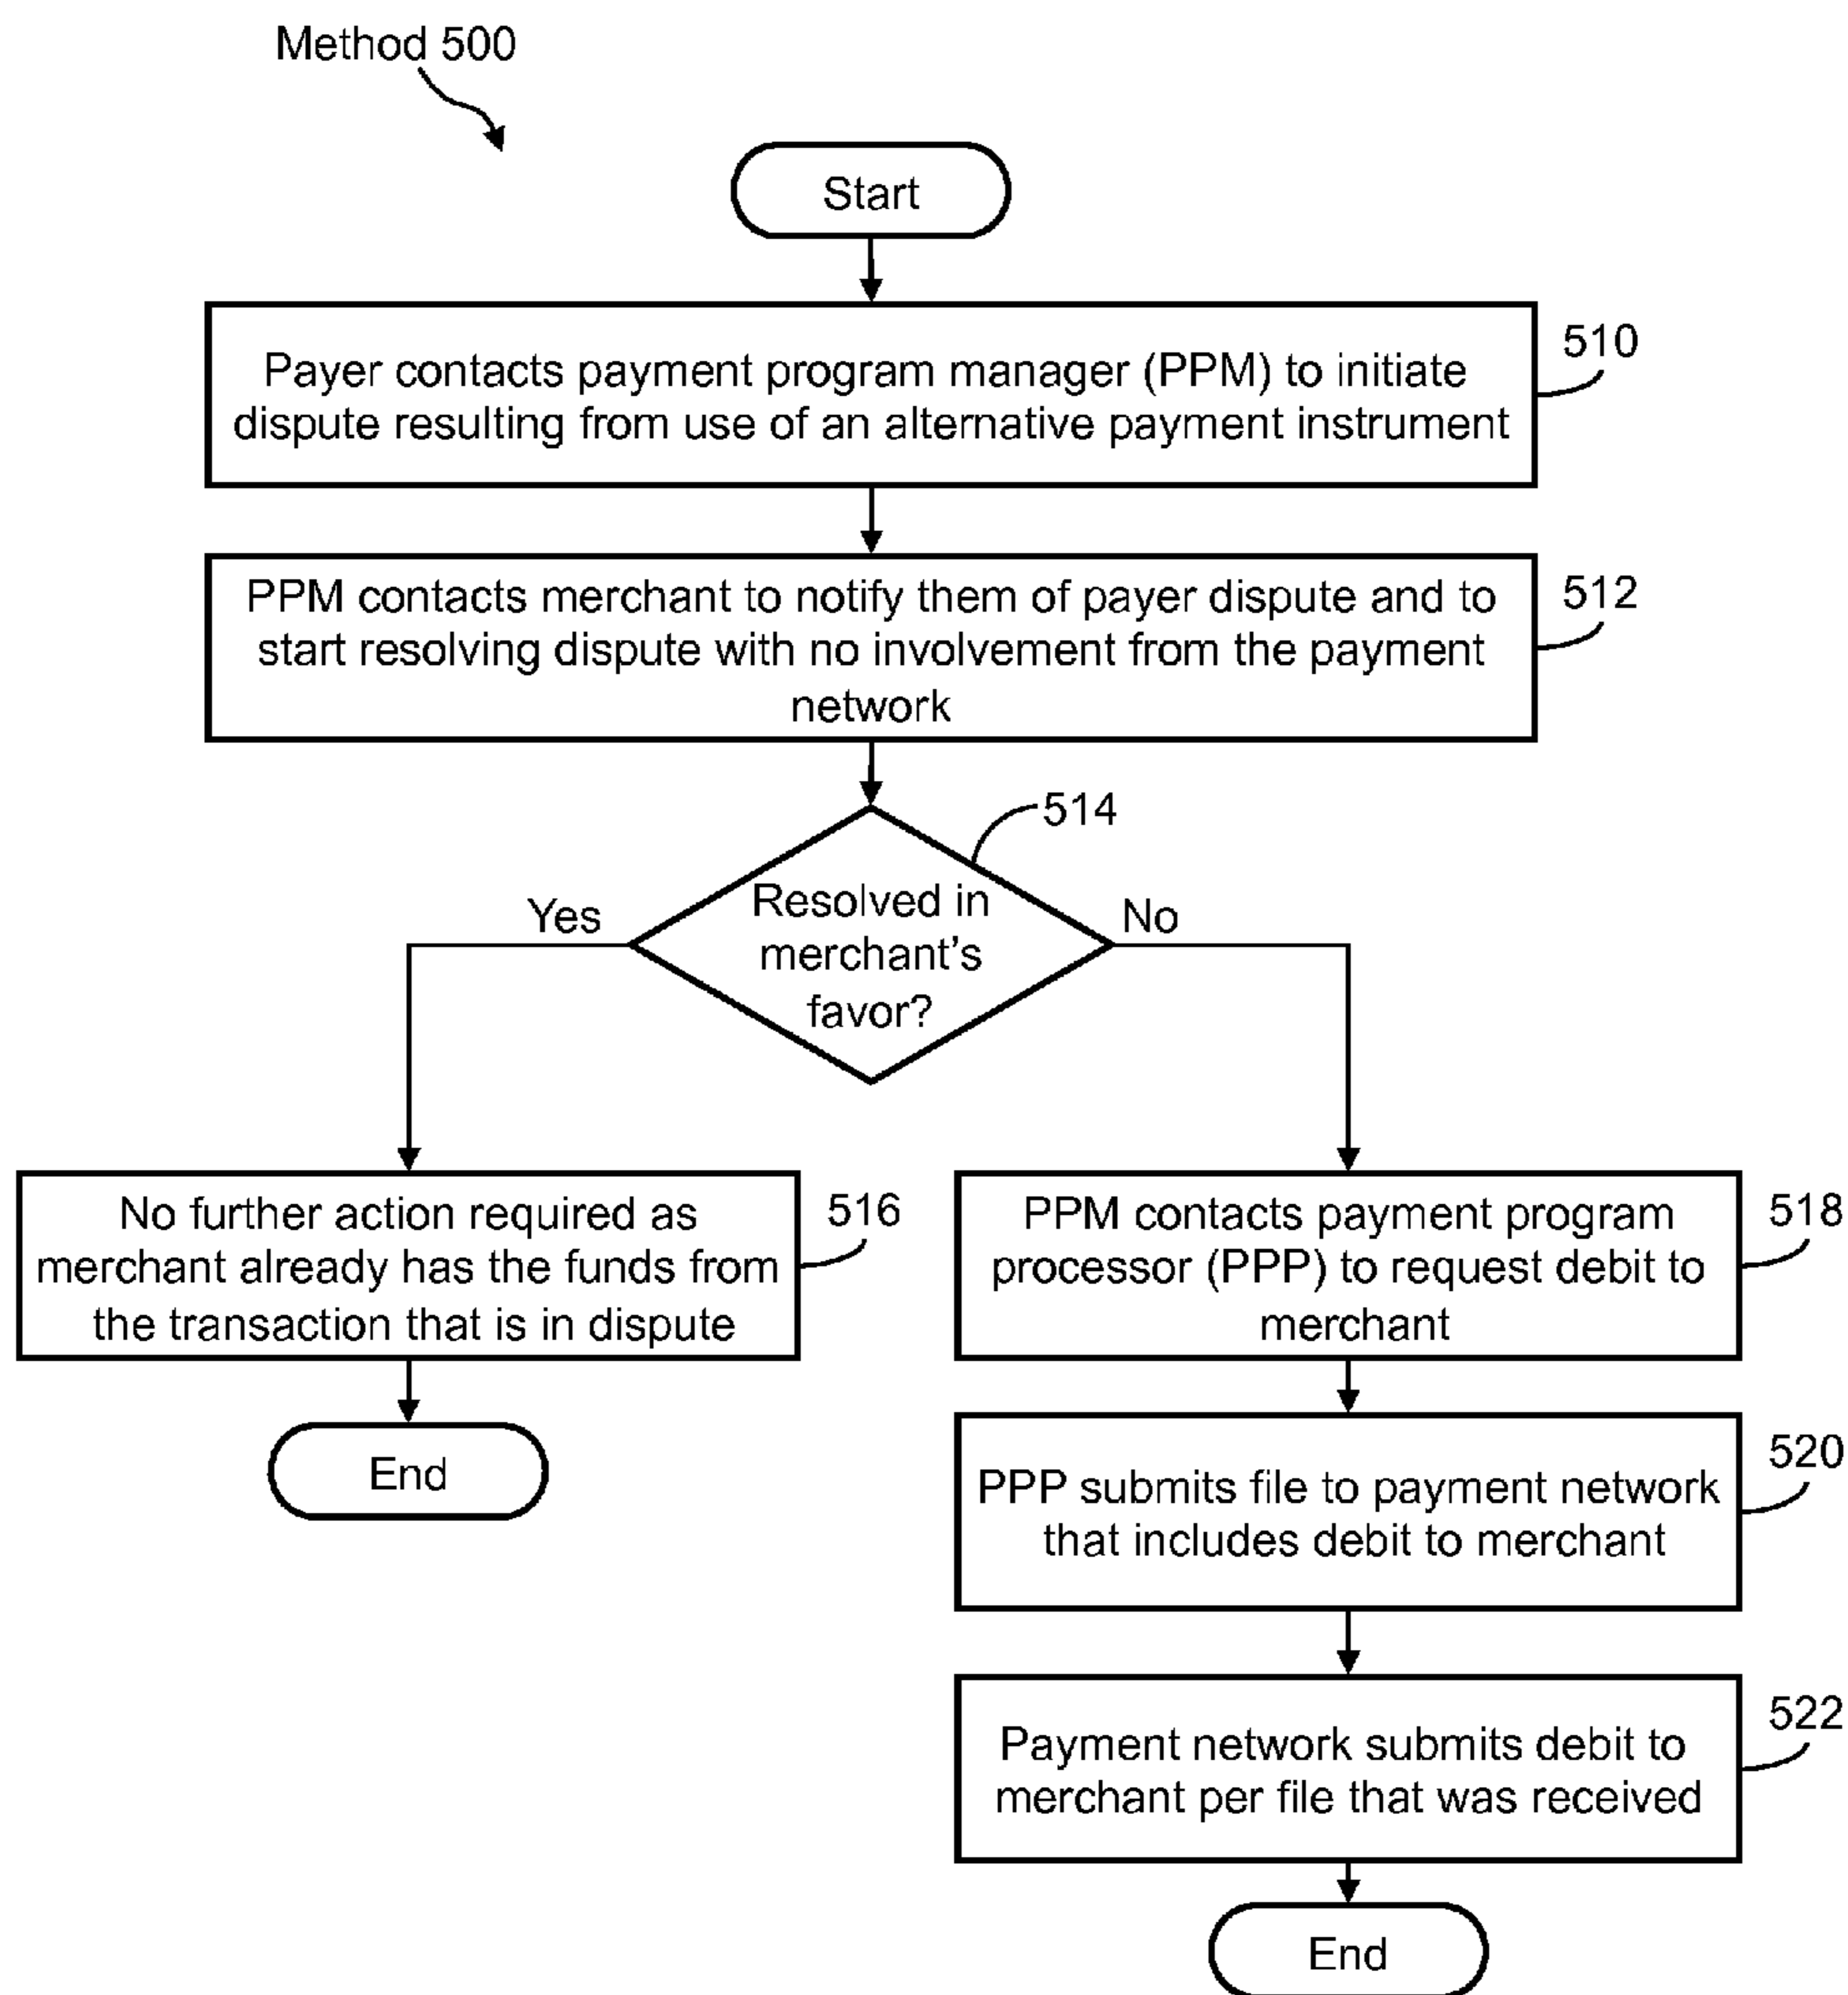 Method 500
Start
Payer contacts payment program manager (PPM) to initiate
dispute resulting from use of an alternative payment instrument
510
PPM contacts merchant to notify them of payer dispute and to
start resolving dispute with no involvement from the payment
network
512
514
Resolved in
merchant's
favor?
Yes
No
No further action required as
merchant already has the funds from
the transaction that is in dispute
516
End
PPM contacts payment program
processor (PPP) to request debit to
merchant
518
PPP submits file to payment network
that includes debit to merchant
520
Payment network submits debit to
merchant per file that was received
522
End